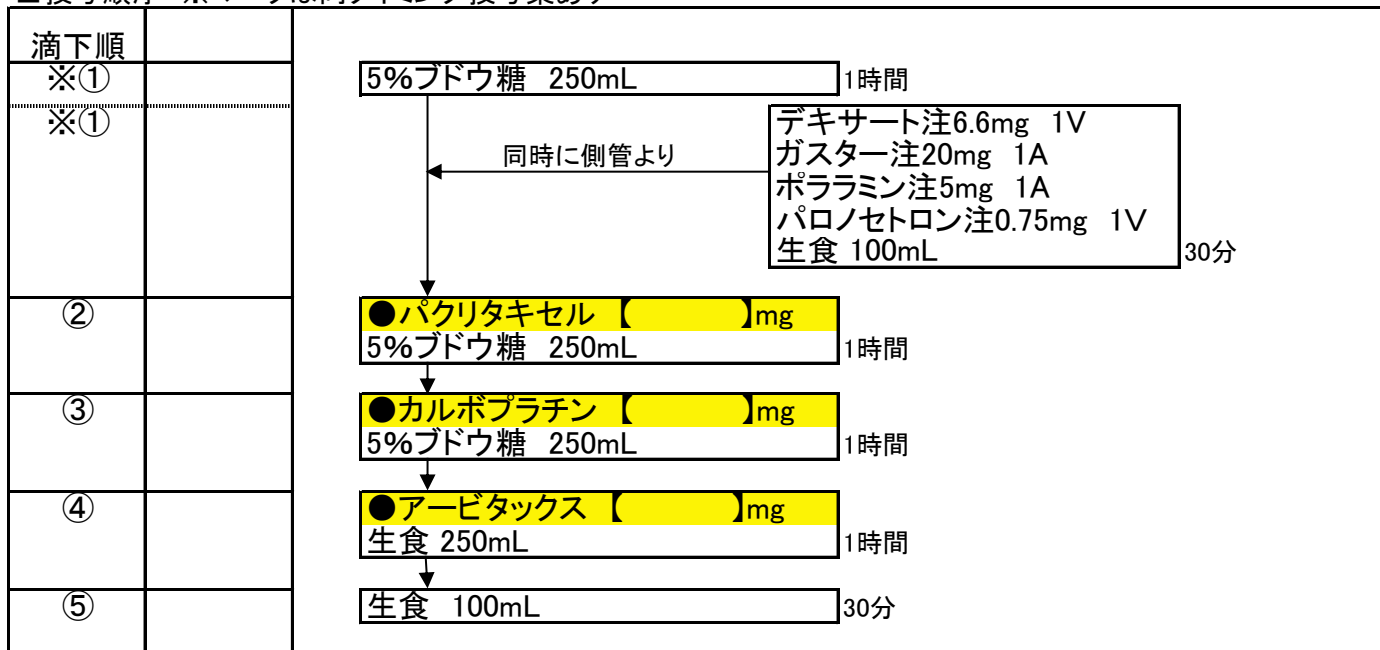 滴下順
※① 5%ブドウ糖 250mL 1時間
※① デキサート注6.6mg 1V
同時に側管より ガスター注20mg 1A
ポララミン注5mg 1A
パロノセトロン注0.75mg 1V
生食 100mL 30分
② ●パクリタキセル 【 】mg
5%ブドウ糖 250mL 1時間
③ ●カルボプラチン 【 】mg
5%ブドウ糖 250mL 1時間
④ ●アービタックス 【 】mg
生食 250mL 1時間
⑤ 生食 100mL 30分